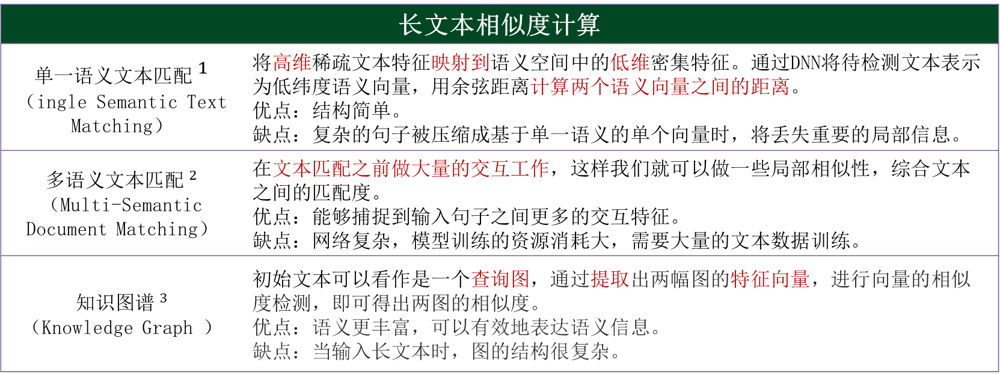 长文本相似度计算
单一语义文本匹配 1
（ingle Semantic Text
Matching）
将高维稀疏文本特征映射到语义空间中的低维密集特征。通过DNN将待检测文本表示
为低纬度语义向量，用余弦距离计算两个语义向量之间的距离。
优点：结构简单。
缺点：复杂的句子被压缩成基于单一语义的单个向量时，将丢失重要的局部信息。
多语义文本匹配 2
（Multi-Semantic
Document Matching）
在文本匹配之前做大量的交互工作，这样我们就可以做一些局部相似性，综合文本
之间的匹配度。
优点：能够捕捉到输入句子之间更多的交互特征。
缺点：网络复杂，模型训练的资源消耗大，需要大量的文本数据训练。
知识图谱 3
（Knowledge Graph ）
初始文本可以看作是一个查询图，通过提取出两幅图的特征向量，进行向量的相似
度检测，即可得出两图的相似度。
优点：语义更丰富，可以有效地表达语义信息。
缺点：当输入长文本时，图的结构很复杂。